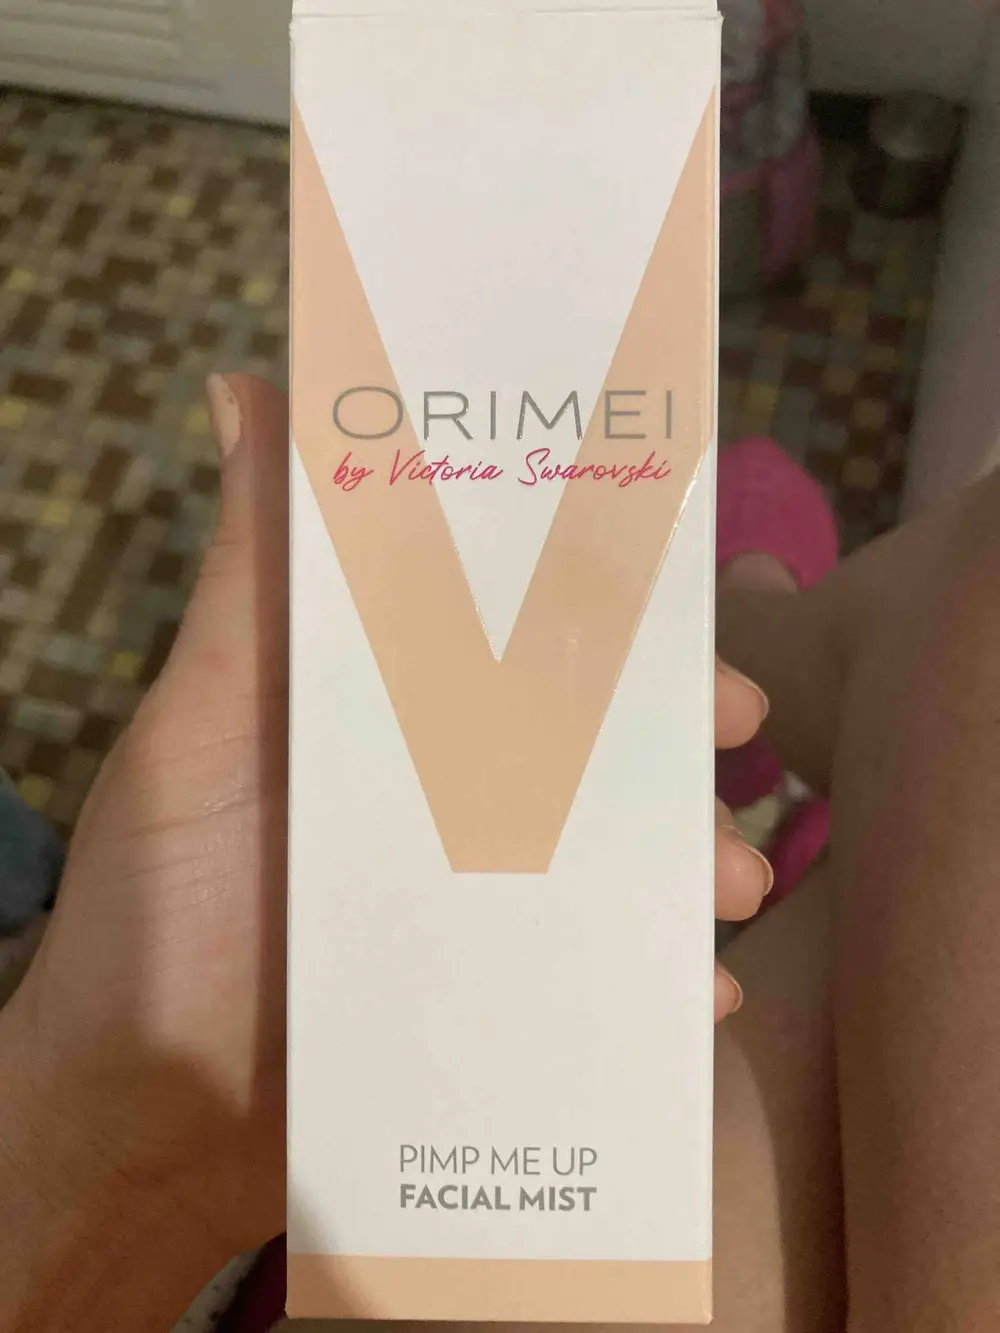 ORIMEI
by Victoria Swarovski
PIMP ME UP
FACIAL MIST